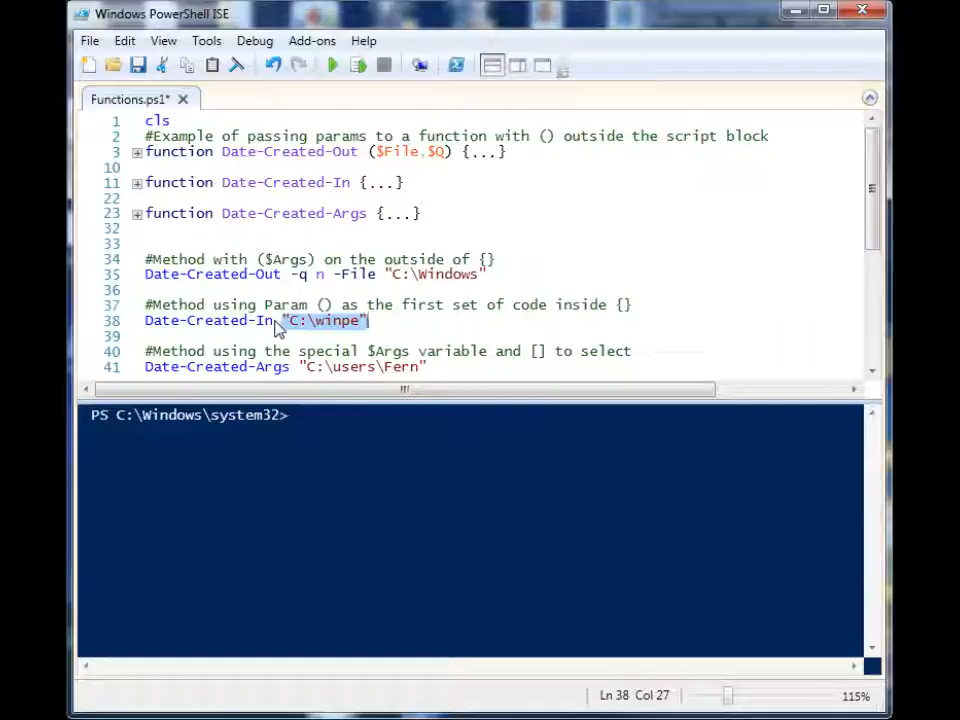 Windows PowerShell ISE
File Edit View Tools Debug Add-ons Help
Functions.ps1*
1 cls
2 #Example of passing params to a function with () outside the script block
3 function Date-Created-Out ($File,$Q) {...}
10
11 function Date-Created-In {...}
22
23 function Date-Created-Args {...}
32
33
34 #Method with ($Args) on the outside of {}
35 Date-Created-Out -q n -File "C:\Windows"
36
37 #Method using Param () as the first set of code inside {}
38 Date-Created-In "C:\winpe"
39
40 #Method using the special $Args variable and [] to select
41 Date-Created-Args "C:\users\Fern"
PS C:\Windows\system32>
Ln 38 Col 27 115%